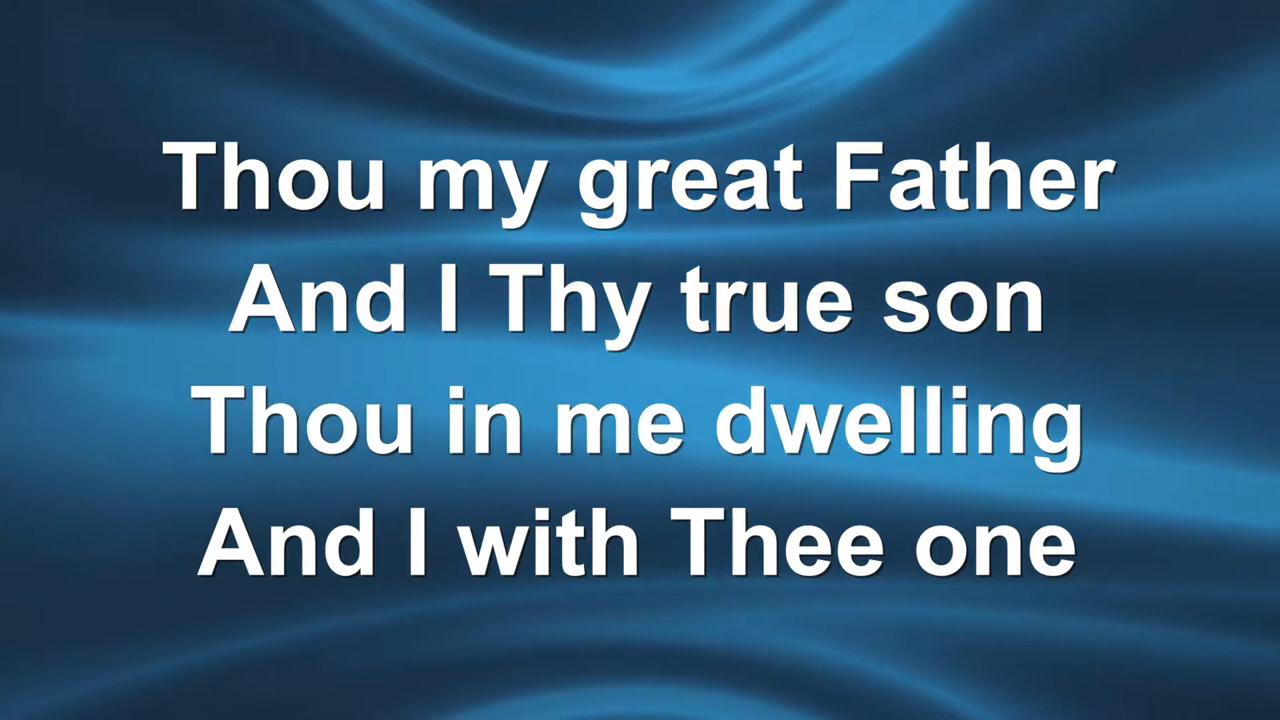 Thou my great Father
And I Thy true son
Thou in me dwelling
And I with Thee one